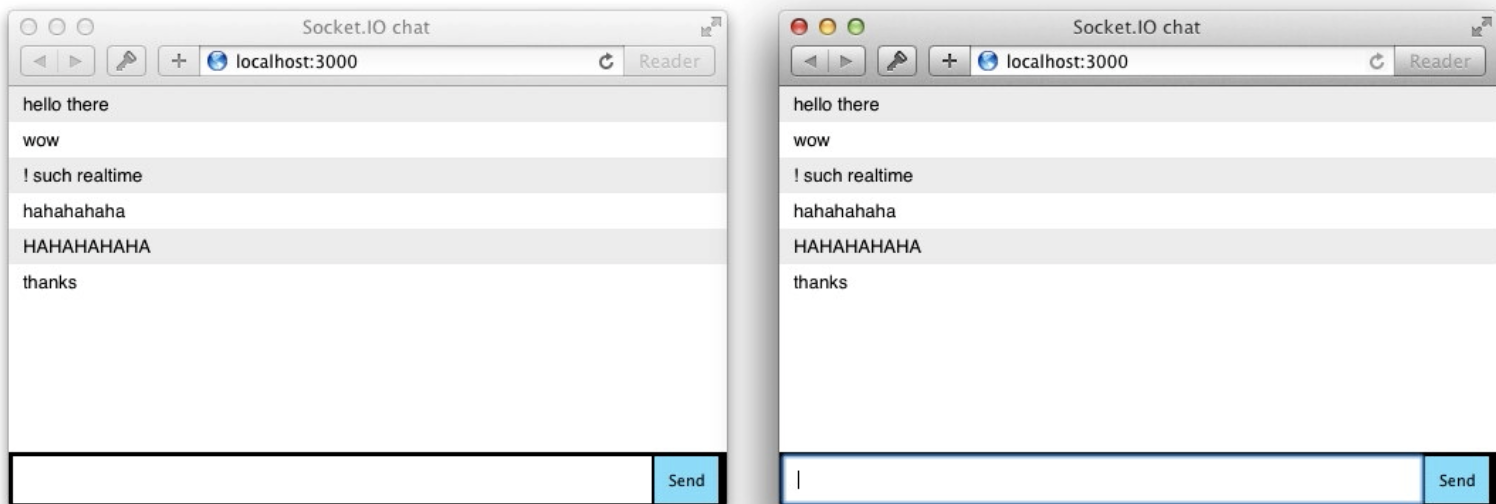 Socket.IO chat
localhost:3000
Reader
hello there
wow
! such realtime
hahahahaha
HAHAHAHAHA
thanks
Send
Socket.IO chat
localhost:3000
Reader
hello there
wow
! such realtime
hahahahaha
HAHAHAHAHA
thanks
Send